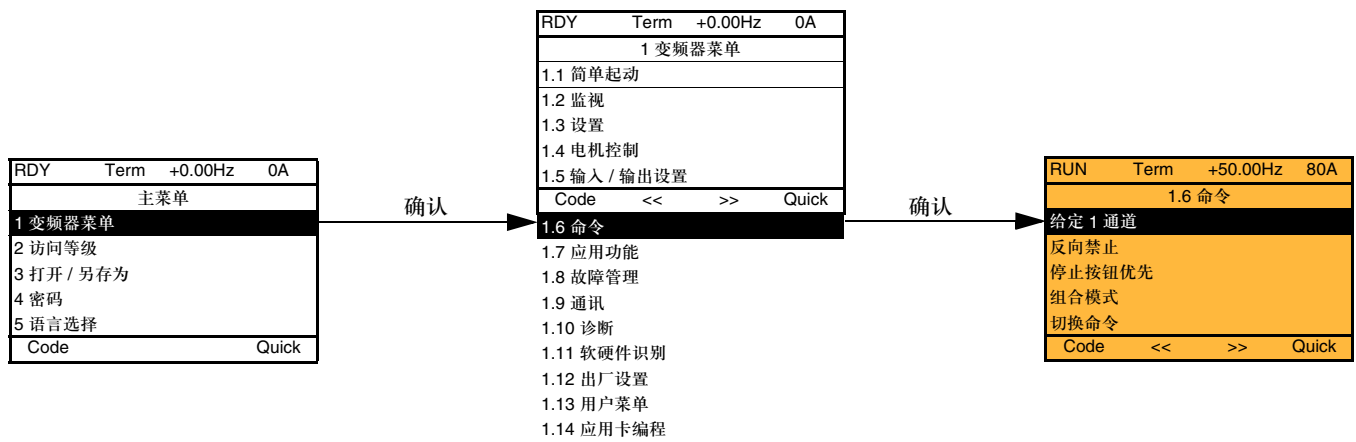 RDY Term +0.00Hz 0A
主菜单
1 变频器菜单
2 访问等级
3 打开 / 另存为
4 密码
5 语言选择
Code Quick
确认
RDY Term +0.00Hz 0A
1 变频器菜单
1.1 简单起动
1.2 监视
1.3 设置
1.4 电机控制
1.5 输入 / 输出设置
Code << >> Quick
1.6 命令
1.7 应用功能
1.8 故障管理
1.9 通讯
1.10 诊断
1.11 软硬件识别
1.12 出厂设置
1.13 用户菜单
1.14 应用卡编程
确认
RUN Term +50.00Hz 80A
1.6 命令
给定 1 通道
反向禁止
停止按钮优先
组合模式
切换命令
Code << >> Quick